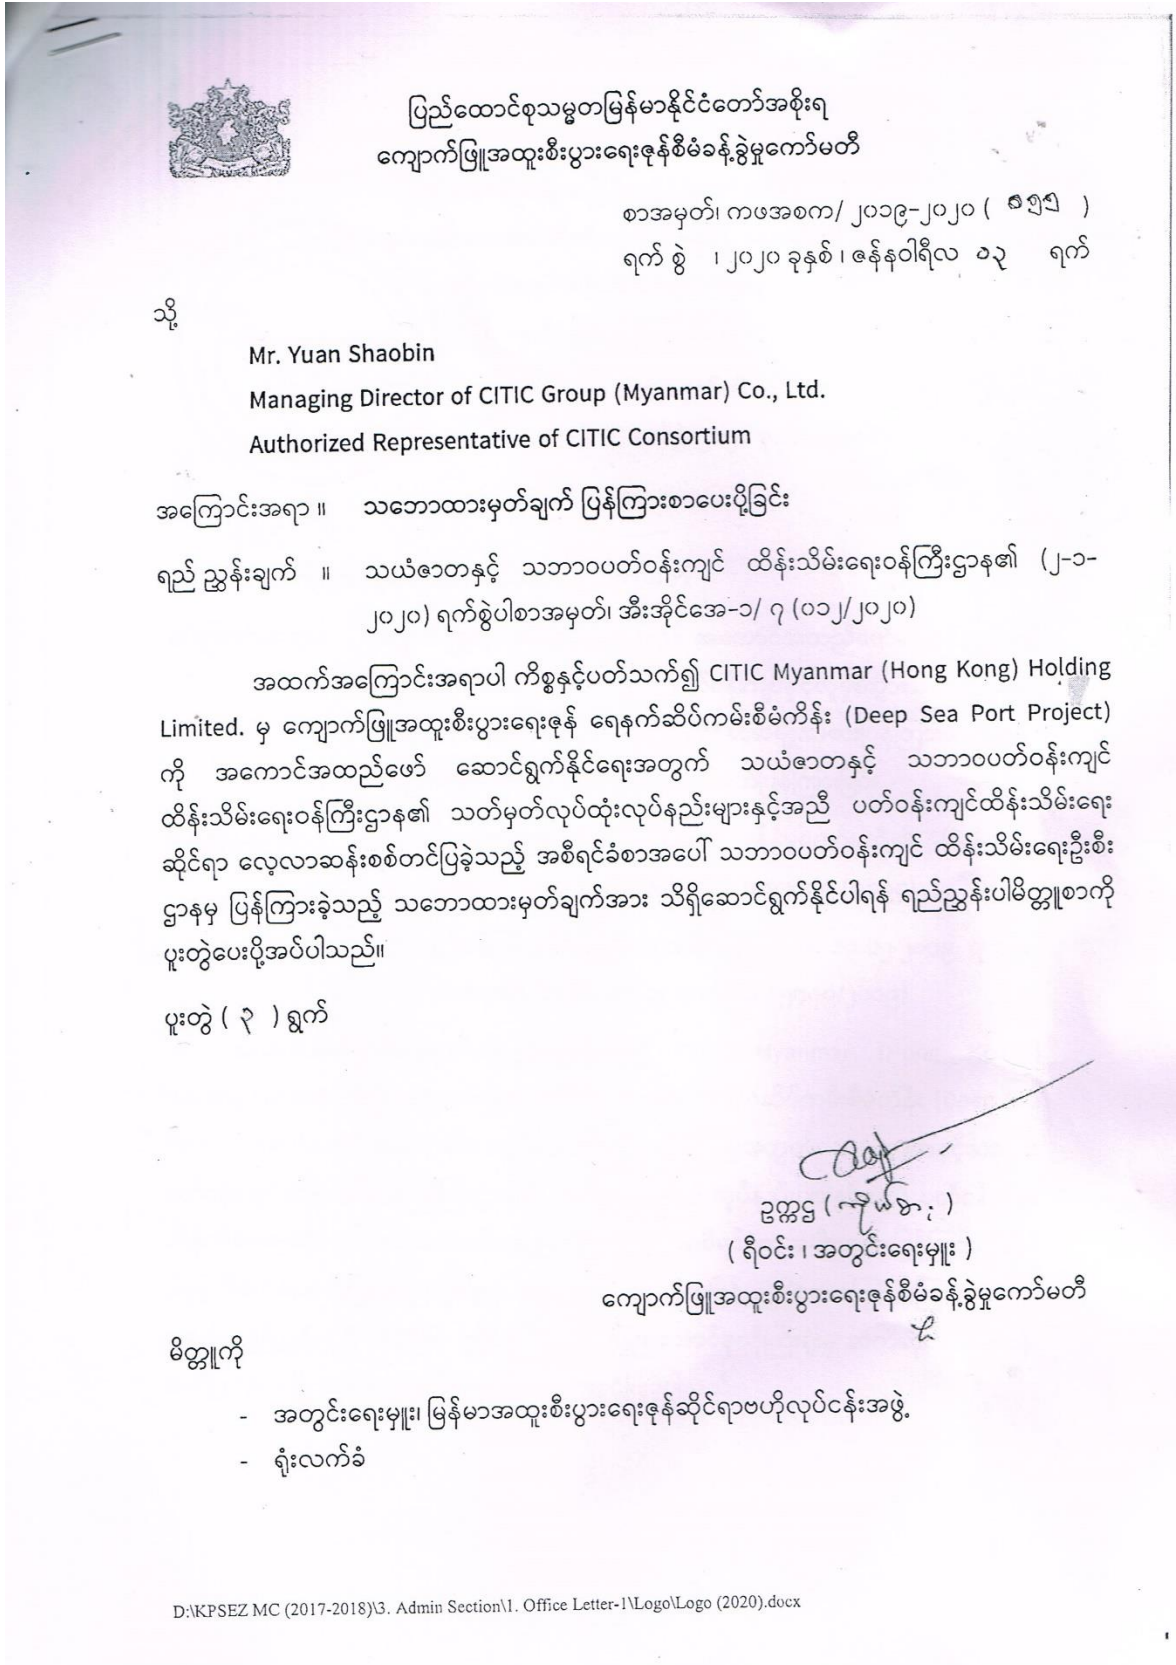 ပြည်ထောင်စုသမ္မတမြန်မာနိုင်ငံတော်အစိုးရ
ကျောက်ဖြူအထူးစီးပွားရေးဇုန်စီမံခန့်ခွဲမှုကော်မတီ
စာအမှတ်၊ ကဖအစက/ ၂၀၁၉-၂၀၂၀ ( ၁၅၅ )
ရက် စွဲ ၊ ၂၀၂၀ ခုနှစ် ၊ ဇန်နဝါရီလ ၁၃ ရက်
သို့
Mr. Yuan Shaobin
Managing Director of CITIC Group (Myanmar) Co., Ltd.
Authorized Representative of CITIC Consortium
အကြောင်းအရာ ။ သဘောထားမှတ်ချက် ပြန်ကြားစာပေးပို့ခြင်း
ရည် ညွှန်းချက် ။ သယံဇာတနှင့် သဘာဝပတ်ဝန်းကျင် ထိန်းသိမ်းရေးဝန်ကြီးဌာန၏ (၂-၁-
၂၀၂၀) ရက်စွဲပါစာအမှတ်၊ အီးအိုင်အေ-၁/ ၇ (၀၁၂/၂၀၂၀)
အထက်အကြောင်းအရာပါ ကိစ္စနှင့်ပတ်သက်၍ CITIC Myanmar (Hong Kong) Holding
Limited. မှ ကျောက်ဖြူအထူးစီးပွားရေးဇုန် ရေနက်ဆိပ်ကမ်းစီမံကိန်း (Deep Sea Port Project)
ကို အကောင်အထည်ဖော် ဆောင်ရွက်နိုင်ရေးအတွက် သယံဇာတနှင့် သဘာဝပတ်ဝန်းကျင်
ထိန်းသိမ်းရေးဝန်ကြီးဌာန၏ သတ်မှတ်လုပ်ထုံးလုပ်နည်းများနှင့်အညီ ပတ်ဝန်းကျင်ထိန်းသိမ်းရေး
ဆိုင်ရာ လေ့လာဆန်းစစ်တင်ပြခဲ့သည့် အစီရင်ခံစာအပေါ် သဘာဝပတ်ဝန်းကျင် ထိန်းသိမ်းရေးဦးစီး
ဌာနမှ ပြန်ကြားခဲ့သည့် သဘောထားမှတ်ချက်အား သိရှိဆောင်ရွက်နိုင်ပါရန် ရည်ညွှန်းပါမိတ္တူစာကို
ပူးတွဲပေးပို့အပ်ပါသည်။
ပူးတွဲ ( ၃ ) ရွက်
ဥက္ကဌ (ကိုယ်စား)
( ရီဝင်း ၊ အတွင်းရေးမှူး )
ကျောက်ဖြူအထူးစီးပွားရေးဇုန်စီမံခန့်ခွဲမှုကော်မတီ
မိတ္တူကို
- အတွင်းရေးမှူး၊ မြန်မာအထူးစီးပွားရေးဇုန်ဆိုင်ရာဗဟိုလုပ်ငန်းအဖွဲ့
- ရုံးလက်ခံ
D:\KPSEZ MC (2017-2018)\3. Admin Section\1. Office Letter-1\Logo\Logo (2020).docx